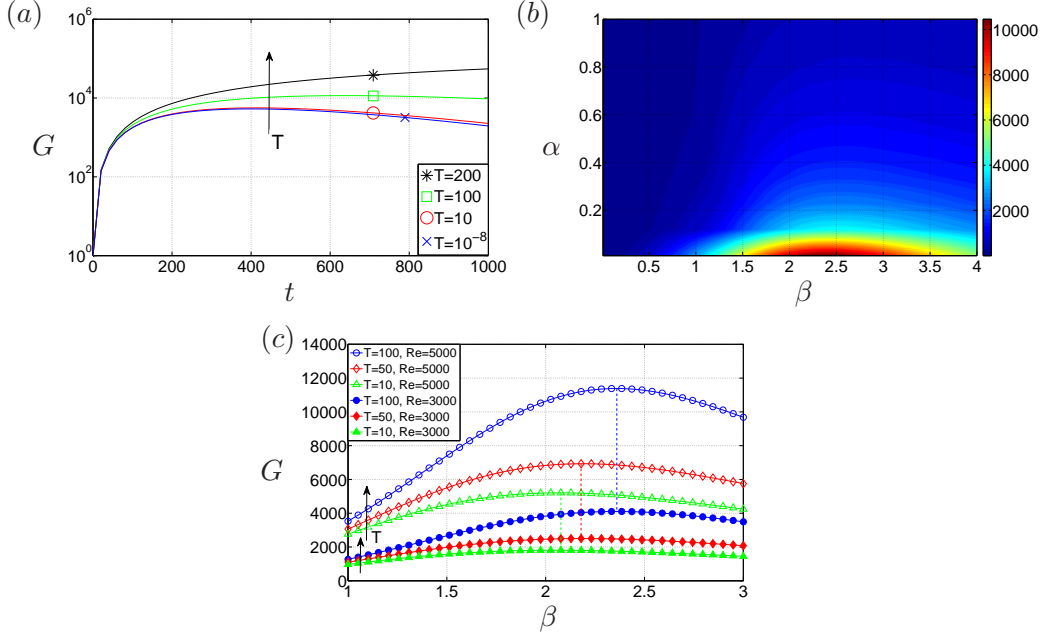 (a)
10^6
10^4
10^2
10^0
G
0 200 400 600 800 1000
t
T
T=200
T=100
T=10
T=10^-8
(b)
1
0.8
0.6
0.4
0.2
α
0.5 1 1.5 2 2.5 3 3.5 4
β
10000
8000
6000
4000
2000
(c)
14000
12000
10000
8000
6000
4000
2000
0
G
T=100, Re=5000
T=50, Re=5000
T=10, Re=5000
T=100, Re=3000
T=50, Re=3000
T=10, Re=3000
T
1 1.5 2 2.5 3
β